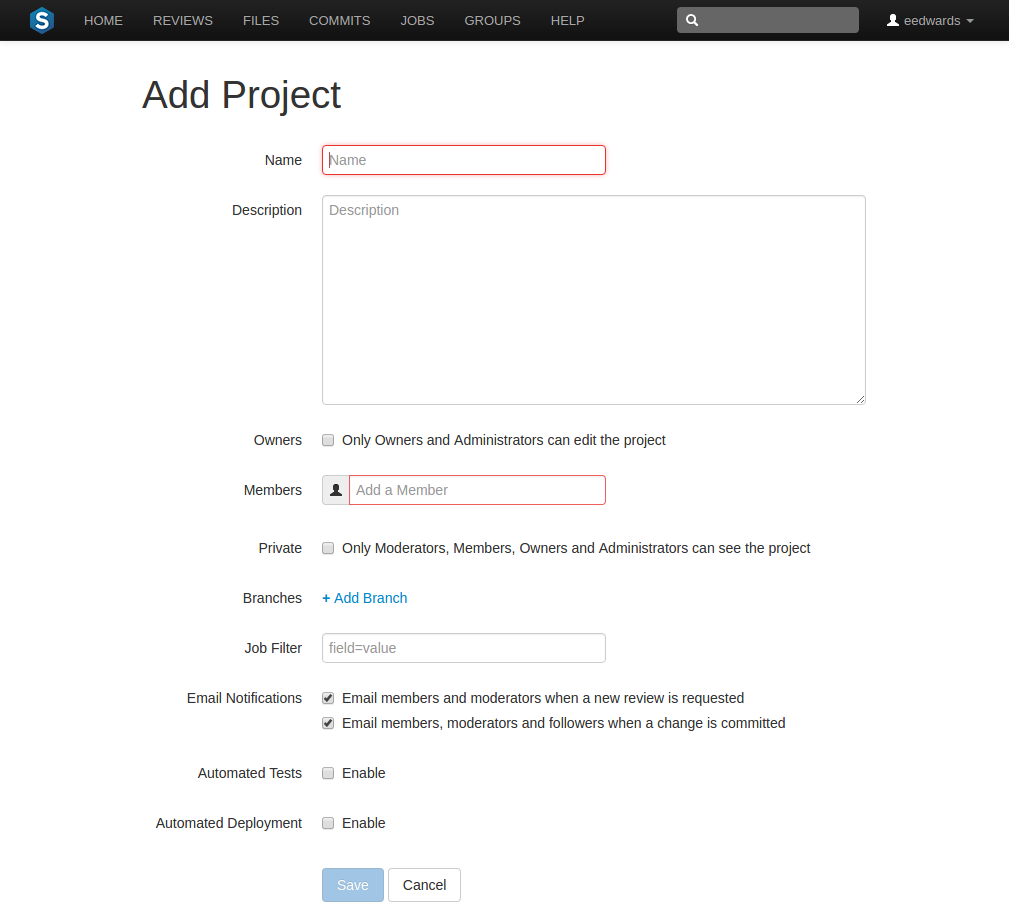 S HOME REVIEWS FILES COMMITS JOBS GROUPS HELP eedwards
Add Project
Name Name
Description Description
Owners Only Owners and Administrators can edit the project
Members Add a Member
Private Only Moderators, Members, Owners and Administrators can see the project
Branches + Add Branch
Job Filter field=value
Email Notifications Email members and moderators when a new review is requested
Email members, moderators and followers when a change is committed
Automated Tests Enable
Automated Deployment Enable
Save Cancel